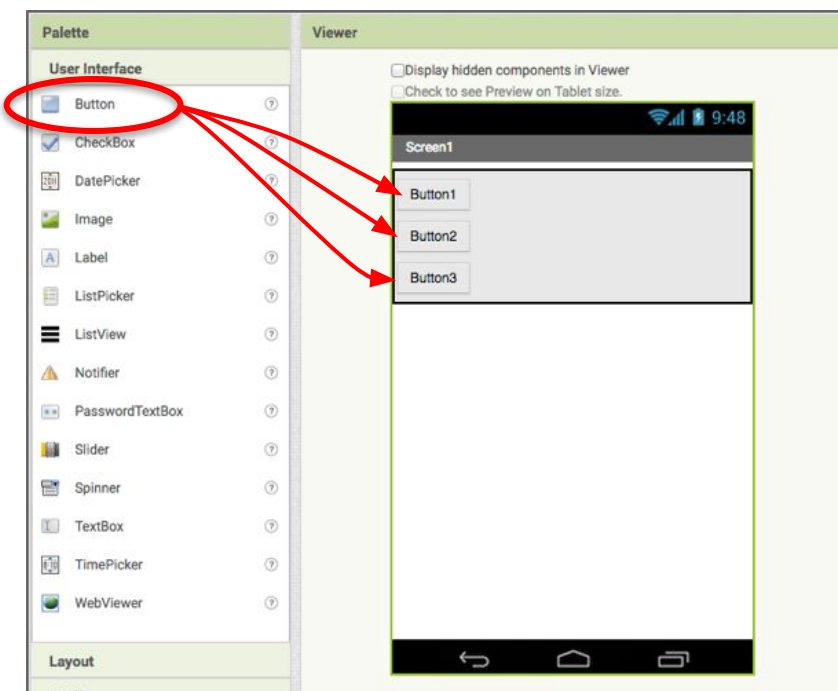 Palette
Viewer
User Interface
Display hidden components in Viewer
Check to see Preview on Tablet size.
Button
CheckBox
DatePicker
Image
Label
ListPicker
ListView
Notifier
PasswordTextBox
Slider
Spinner
TextBox
TimePicker
WebViewer
Layout
9:48
Screen1
Button1
Button2
Button3